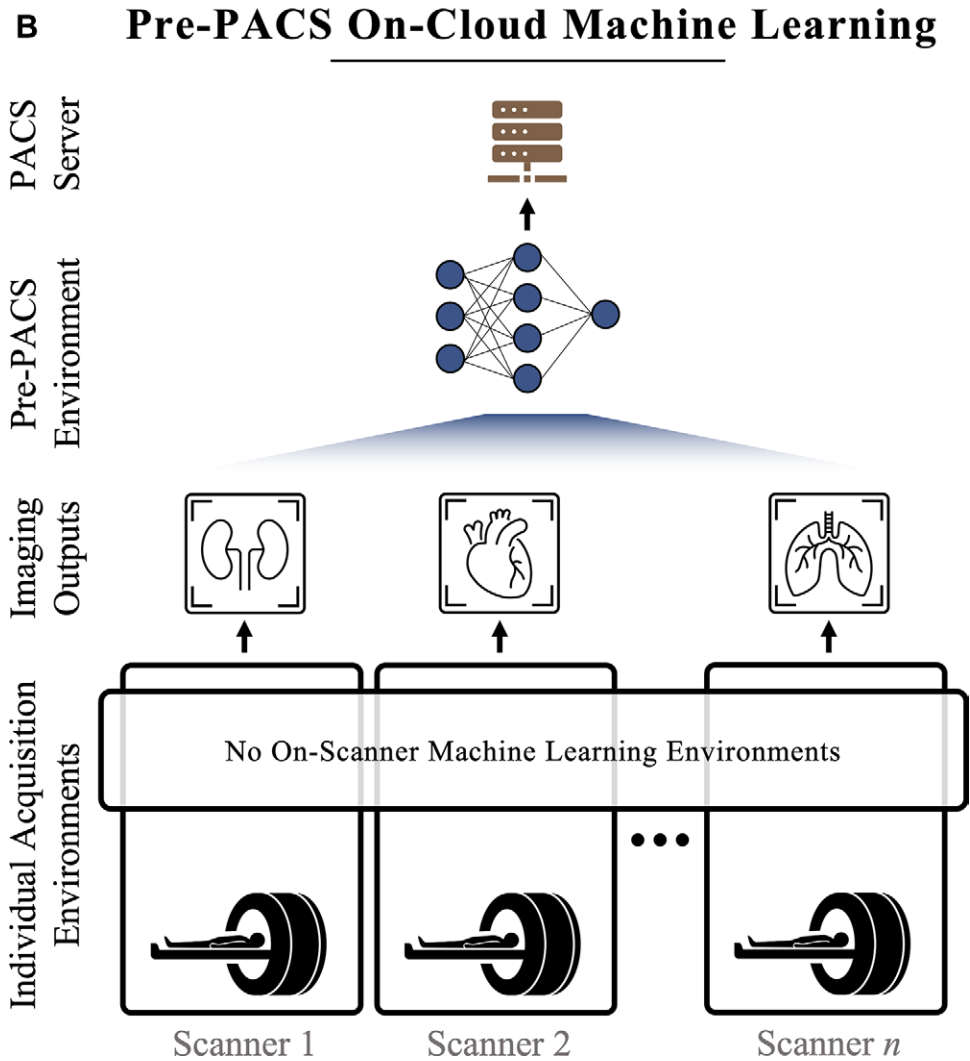 B
Pre-PACS On-Cloud Machine Learning
PACS
Server
Pre-PACS
Environment
Imaging
Outputs
Individual Acquisition
Environments
No On-Scanner Machine Learning Environments
Scanner 1
Scanner 2
Scanner n